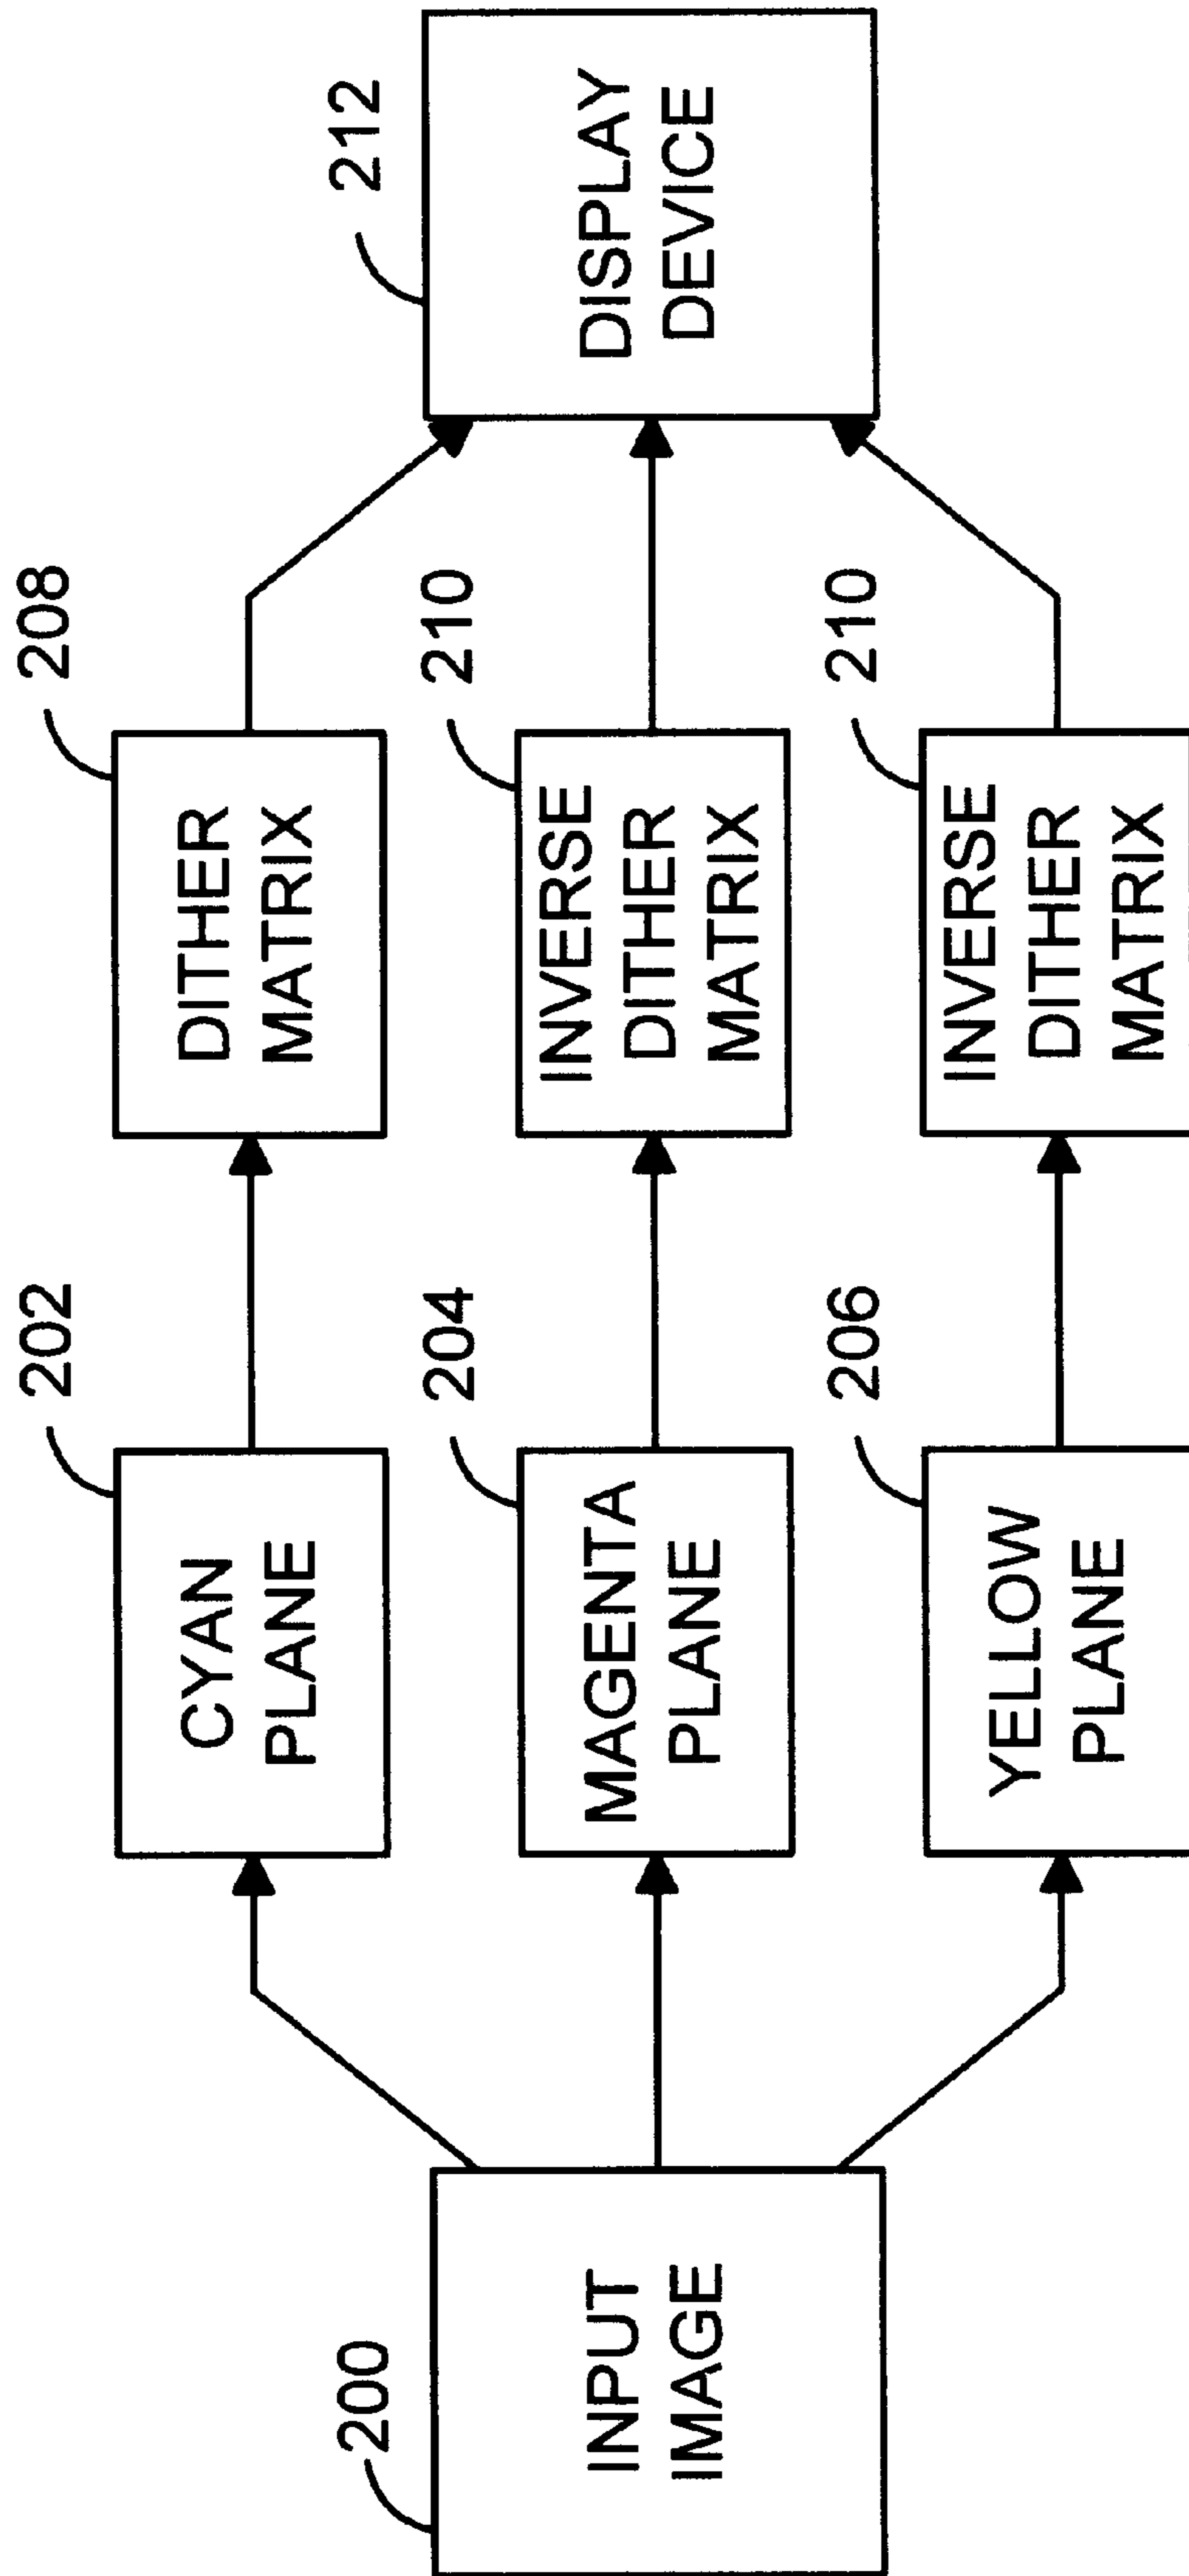 200
INPUT
IMAGE
202
CYAN
PLANE
204
MAGENTA
PLANE
206
YELLOW
PLANE
208
DITHER
MATRIX
210
INVERSE
DITHER
MATRIX
210
INVERSE
DITHER
MATRIX
212
DISPLAY
DEVICE